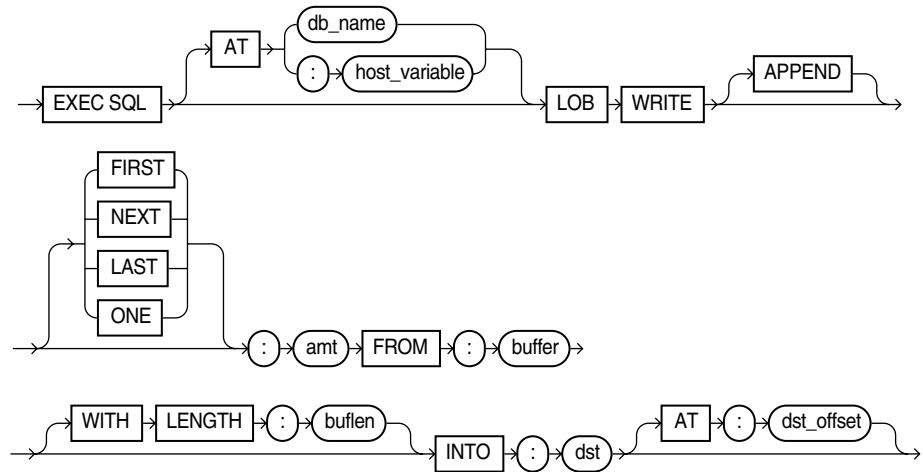 db_name
AT
: host_variable
EXEC SQL LOB WRITE APPEND
FIRST
NEXT
LAST
ONE
: amt FROM : buffer
WITH LENGTH : buflen AT : dst_offset
INTO : dst